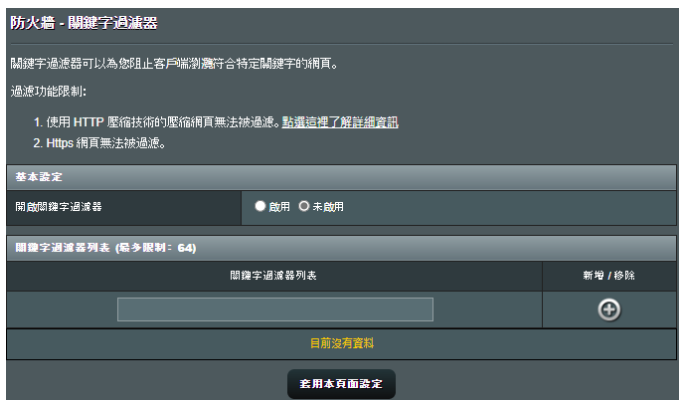 防火牆 - 關鍵字過濾器
關鍵字過濾器可以為您阻止客戶端瀏覽符合特定關鍵字的網頁。
過濾功能限制:
1. 使用 HTTP 壓縮技術的壓縮網頁無法被過濾。點選這裡了解詳細資訊
2. Https 網頁無法被過濾。
基本設定
開啟關鍵字過濾器 啟用 未啟用
關鍵字過濾器列表 (最多限制: 64)
關鍵字過濾器列表 新增 / 移除
目前沒有資料
套用本頁面設定